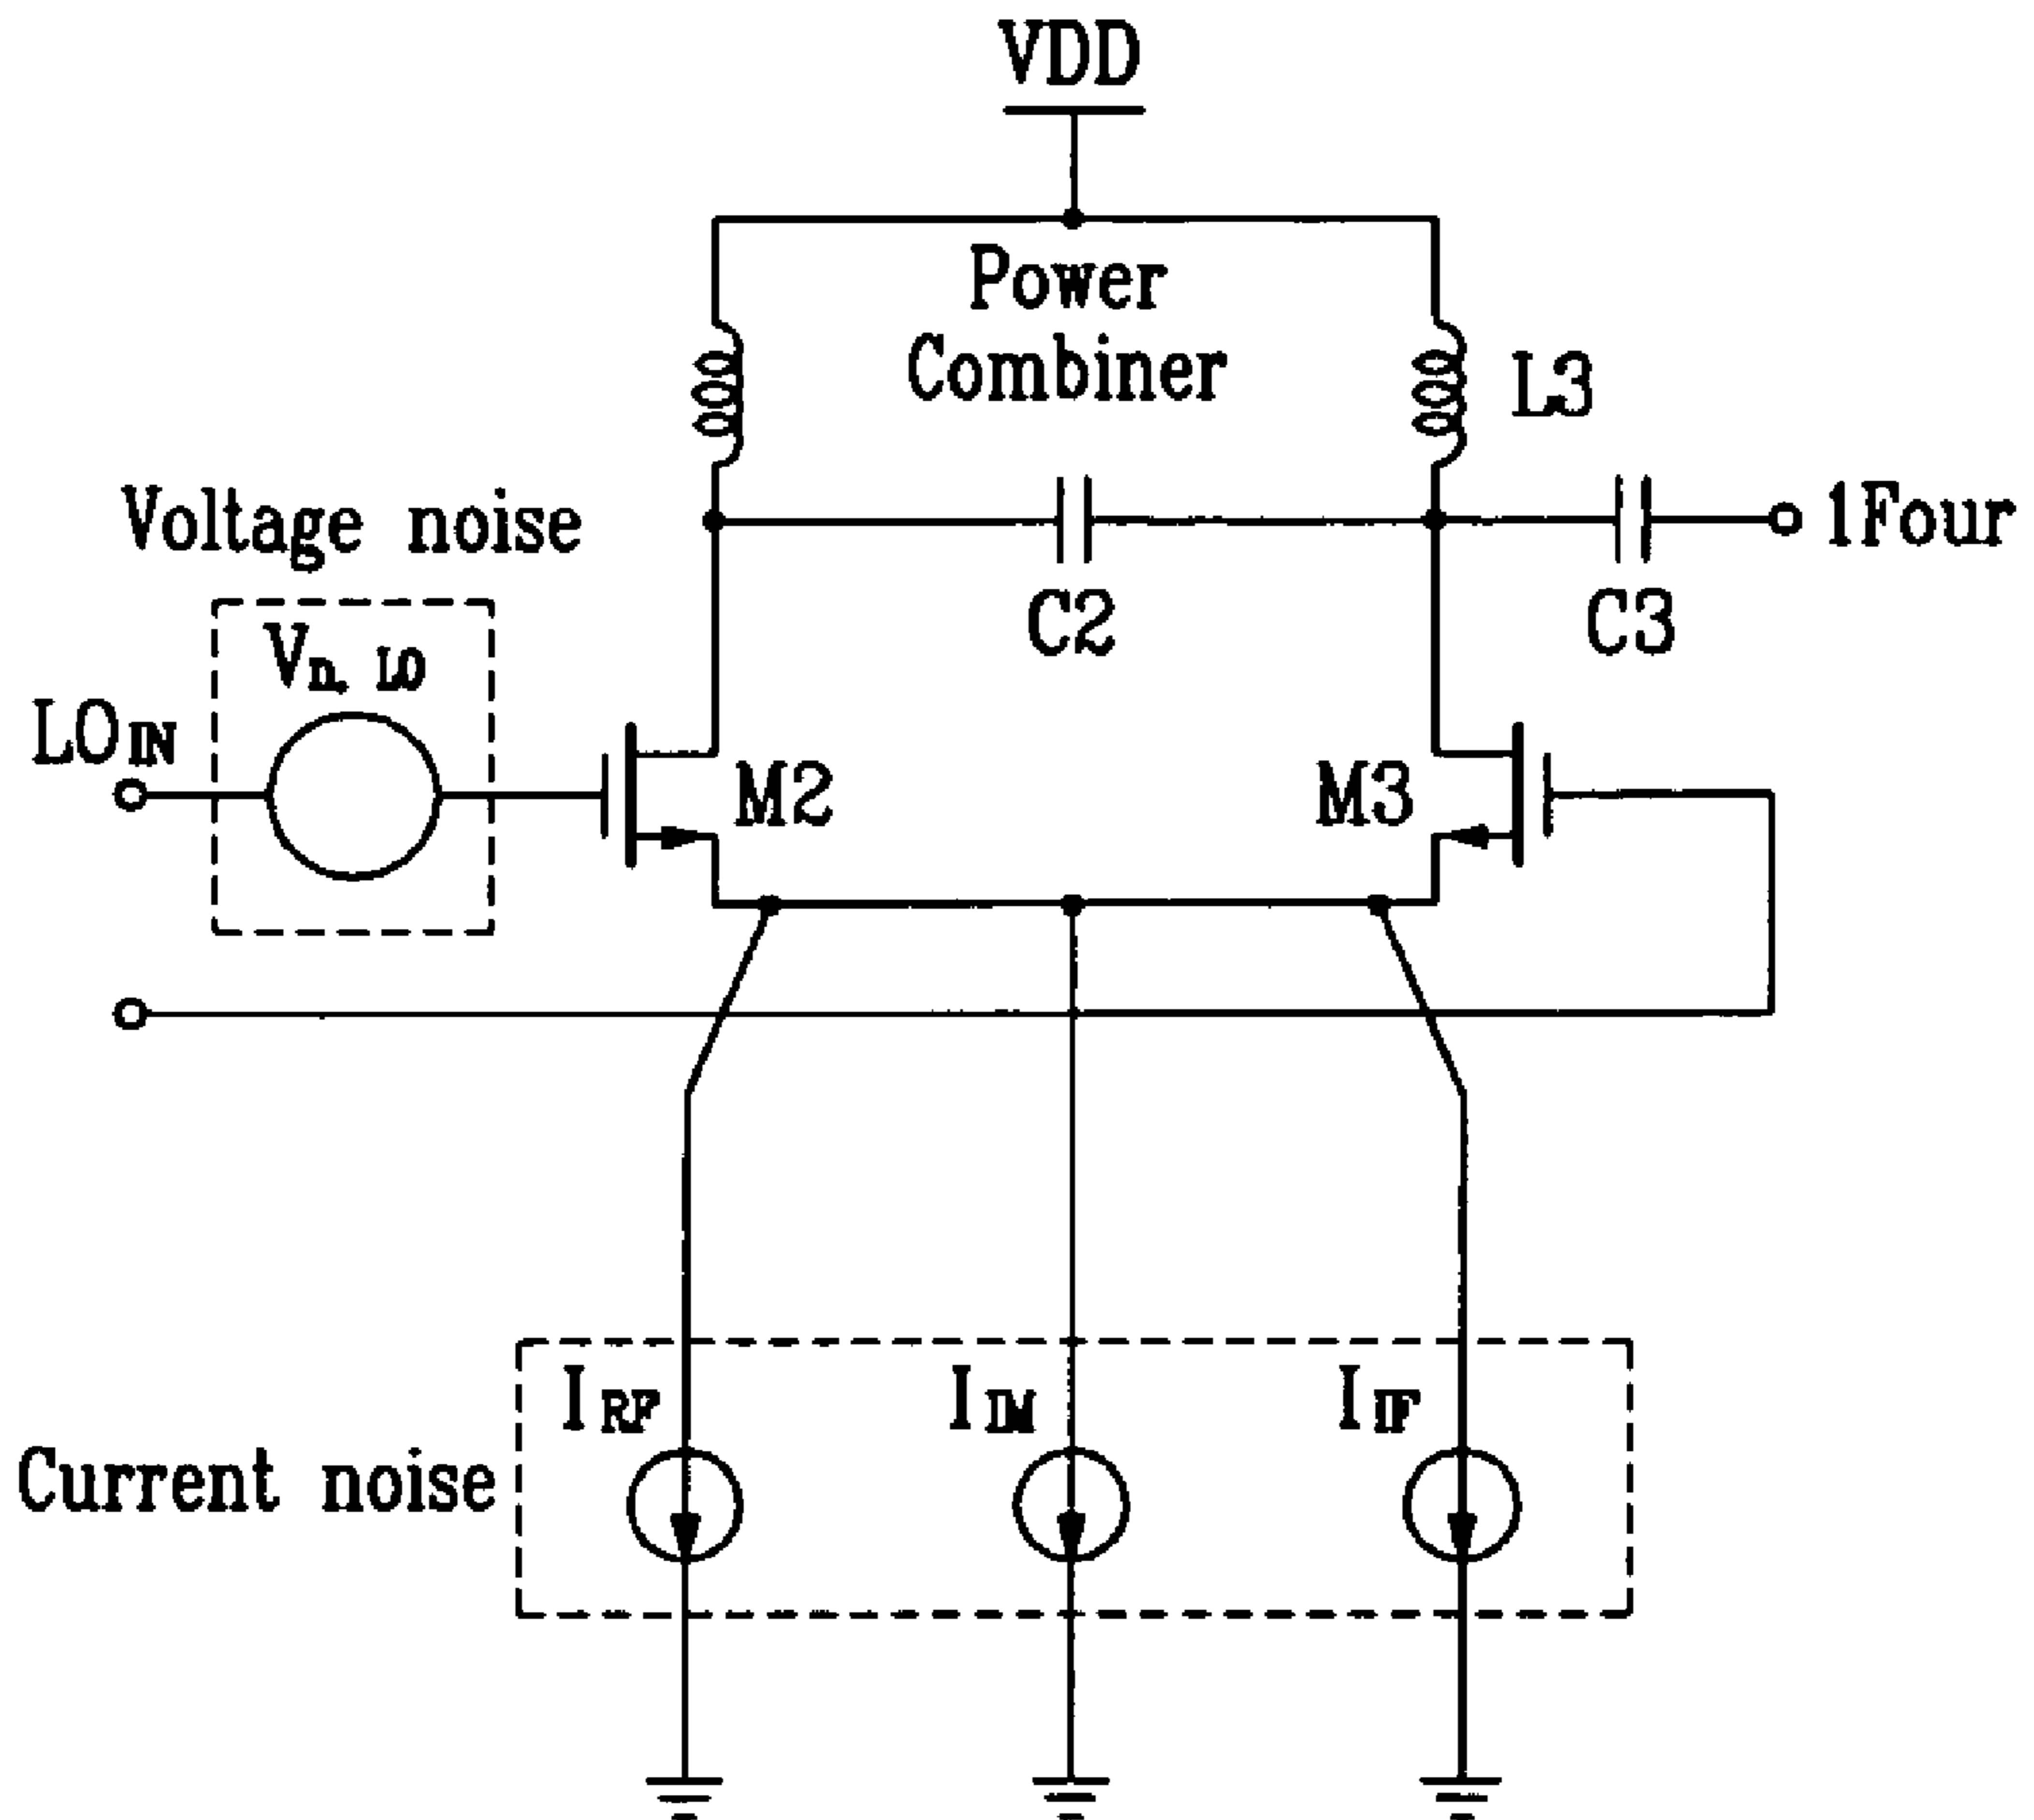 VDD
Power
Combiner
L3
Voltage noise
1Four
C2
C3
Vn, LO
LOIN
M2
M3
IRF
IIM
IIF
Current noise